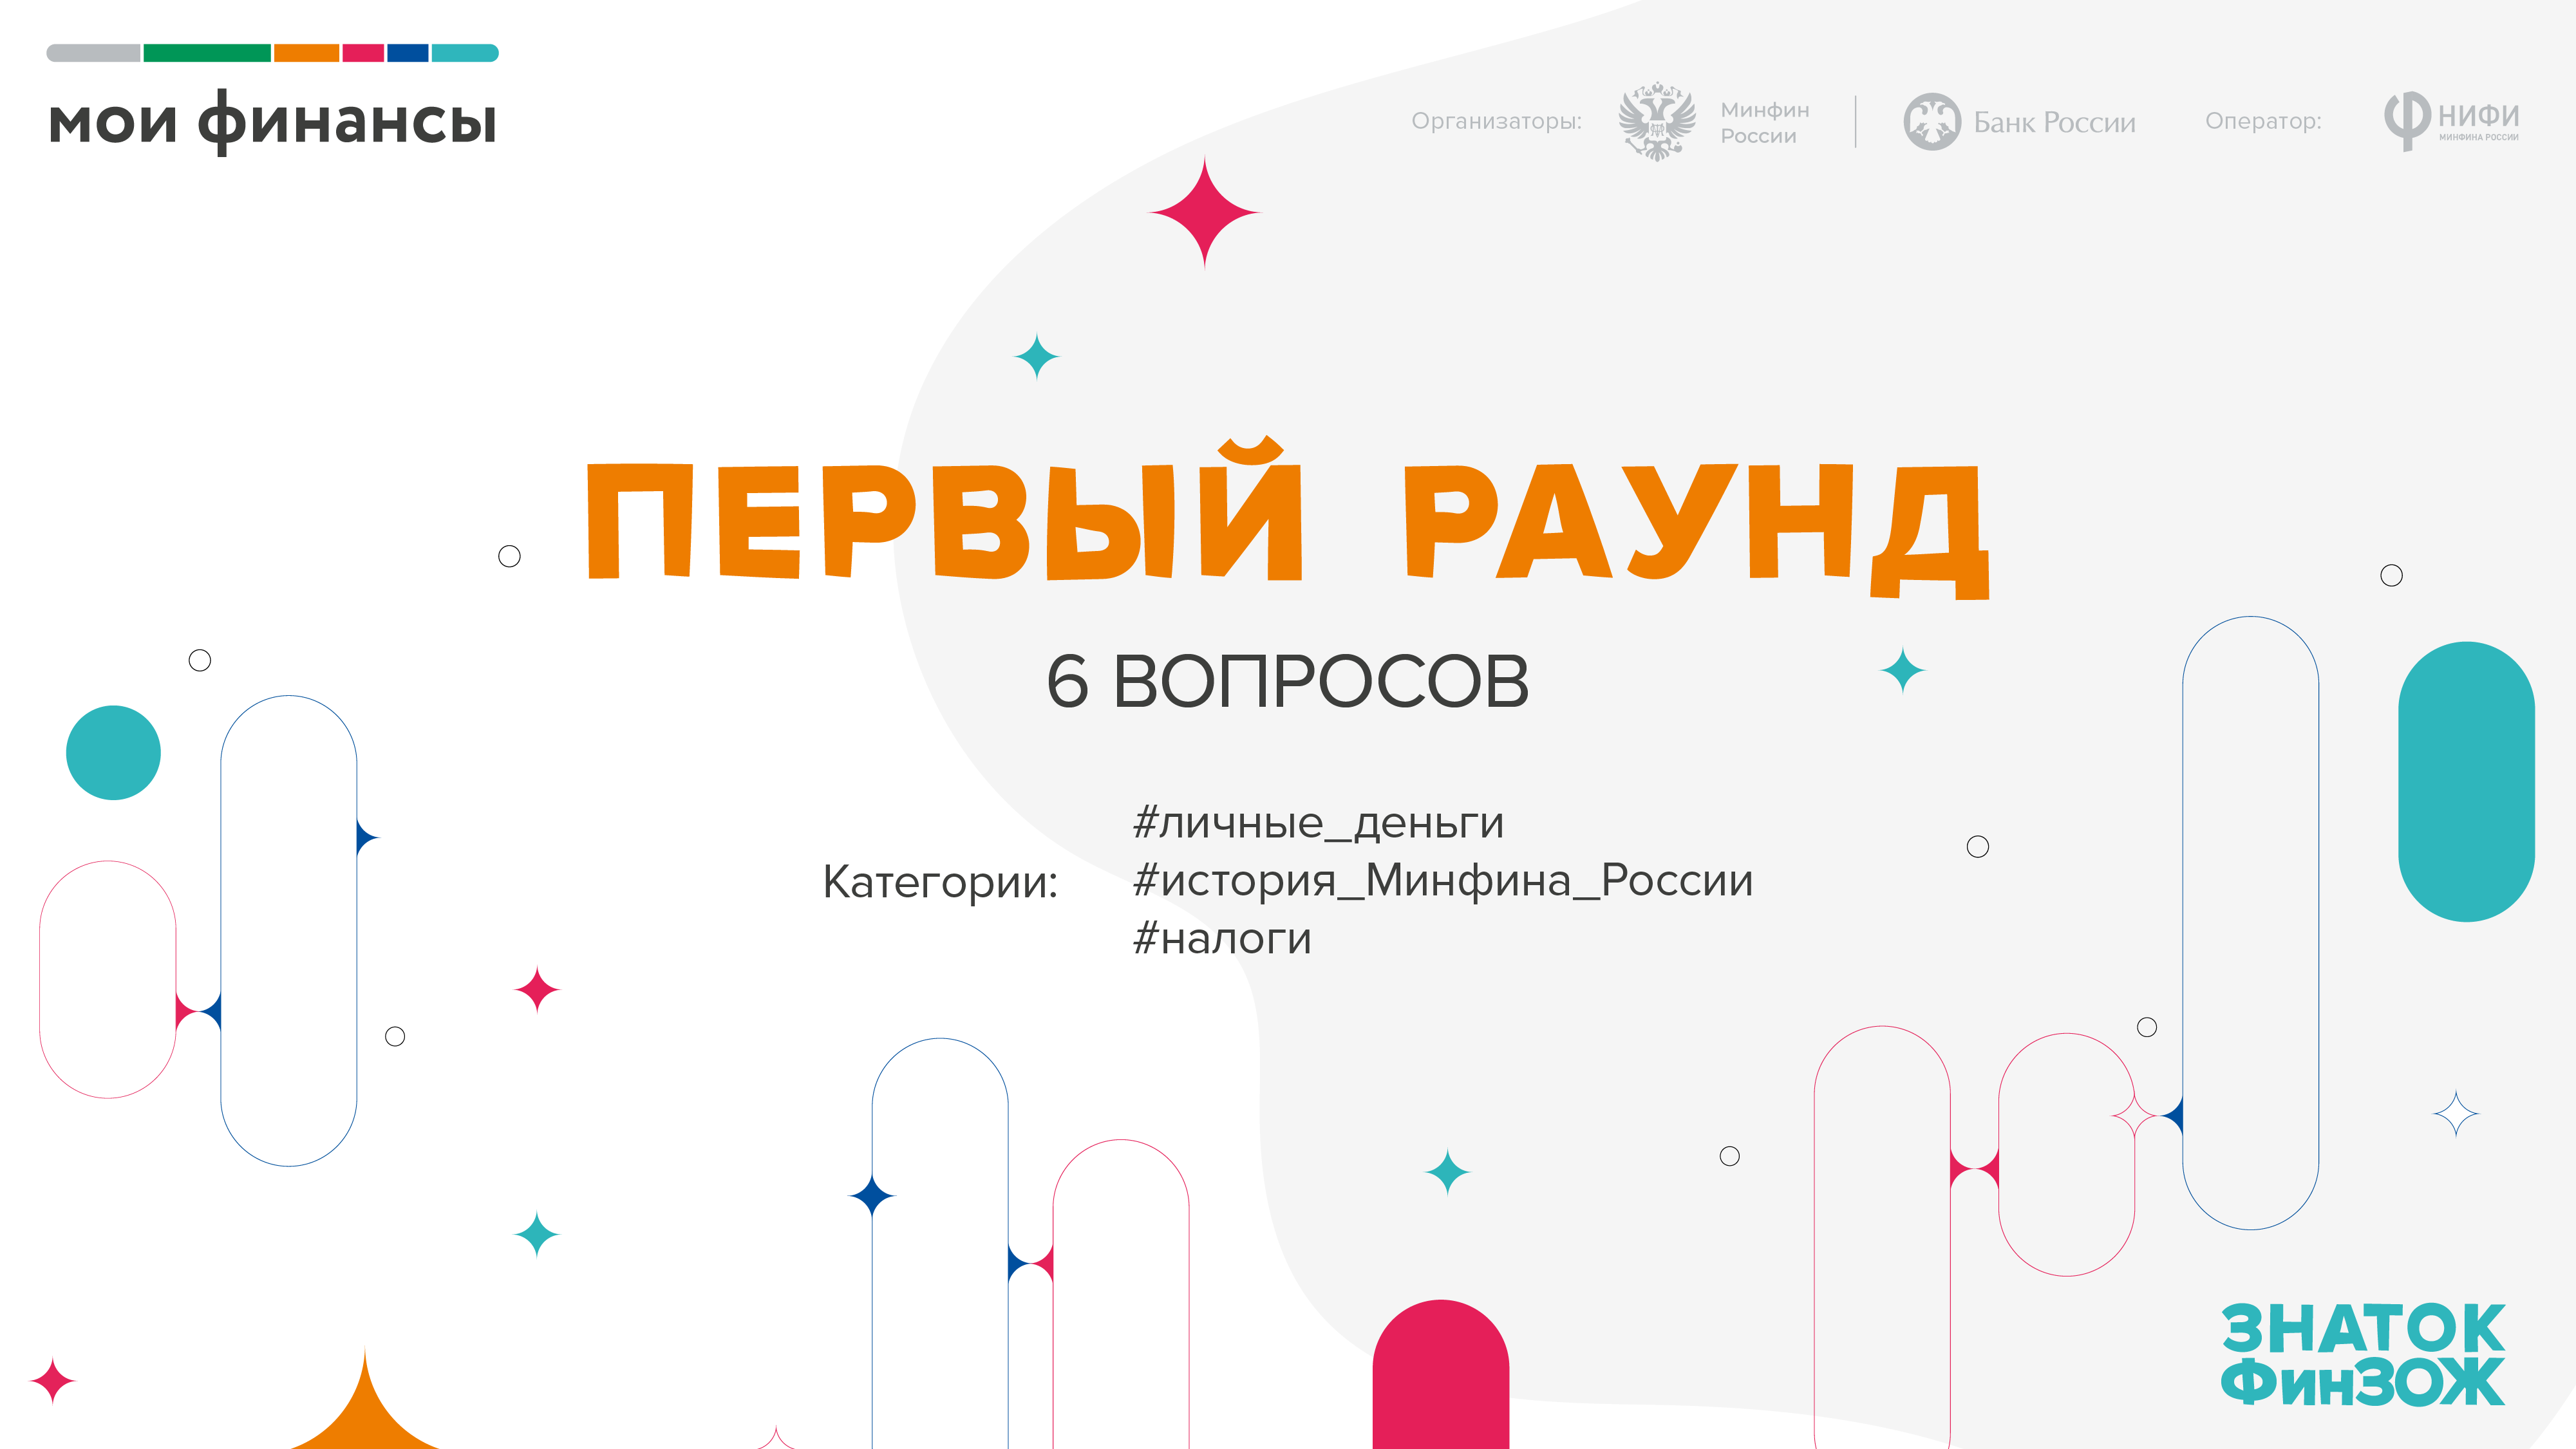 мои финансы
Организаторы:
Минфин
России
Банк России
Оператор:
НИФИ
МИНФИНА РОССИИ
ПЕРВЫЙ РАУНД
6 ВОПРОСОВ
Категории:
#личные_деньги
#история_Минфина_России
#налоги
ЗНАТОК
ФинЗОЖ